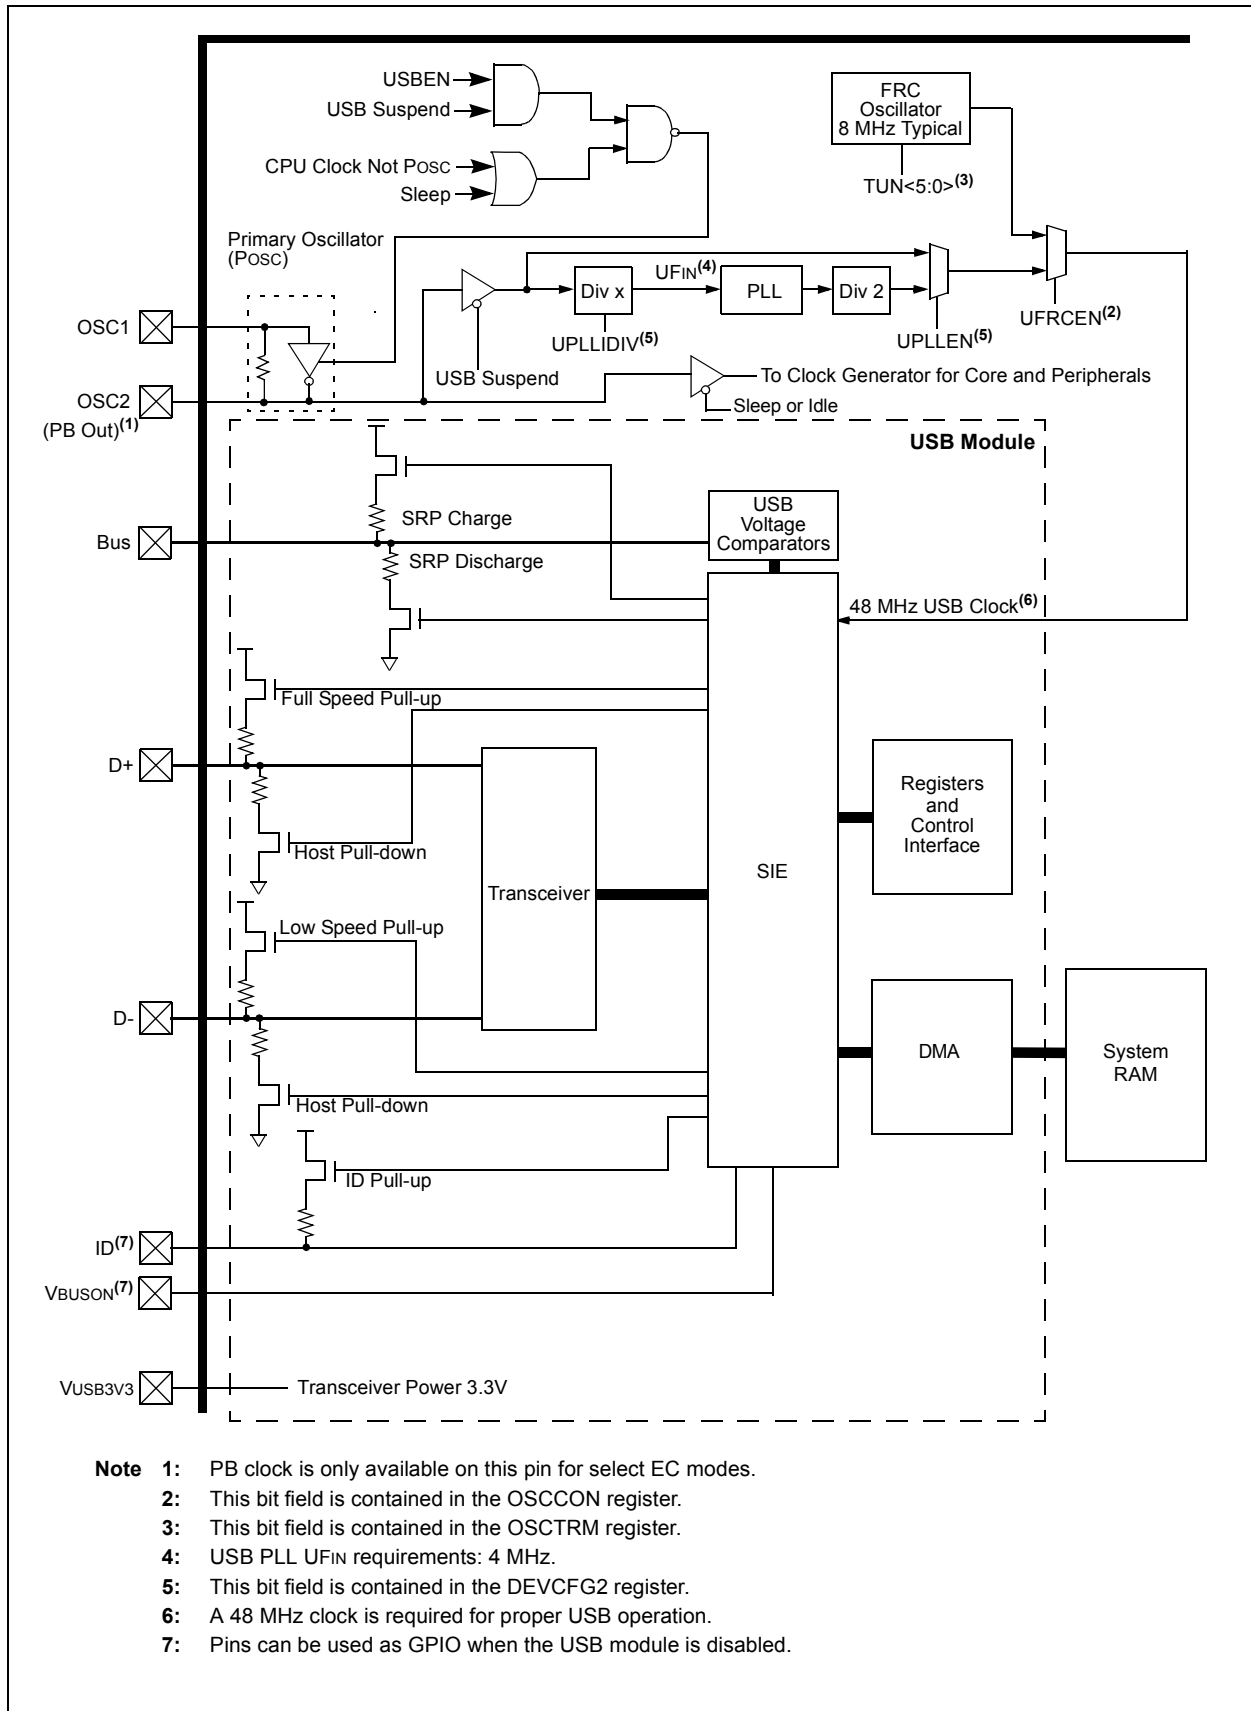 USBEN
USB Suspend
CPU Clock Not POSC
Sleep
FRC
Oscillator
8 MHz Typical
TUN<5:0>(3)
Primary Oscillator
(POSC)
UFIN(4)
Div x
PLL
Div 2
UFRCEN(2)
OSC1
UPLLIDIV(5)
UPLLEN(5)
USB Suspend
To Clock Generator for Core and Peripherals
OSC2
(PB Out)(1)
Sleep or Idle
USB Module
USB
Voltage
Comparators
SRP Charge
Bus
SRP Discharge
48 MHz USB Clock(6)
Full Speed Pull-up
D+
Registers
and
Control
Interface
Host Pull-down
SIE
Transceiver
Low Speed Pull-up
D-
DMA
System
RAM
Host Pull-down
ID Pull-up
ID(7)
VBUSON(7)
VUSB3V3
Transceiver Power 3.3V
Note 1: PB clock is only available on this pin for select EC modes.
2: This bit field is contained in the OSCCON register.
3: This bit field is contained in the OSCTRM register.
4: USB PLL UFIN requirements: 4 MHz.
5: This bit field is contained in the DEVCFG2 register.
6: A 48 MHz clock is required for proper USB operation.
7: Pins can be used as GPIO when the USB module is disabled.